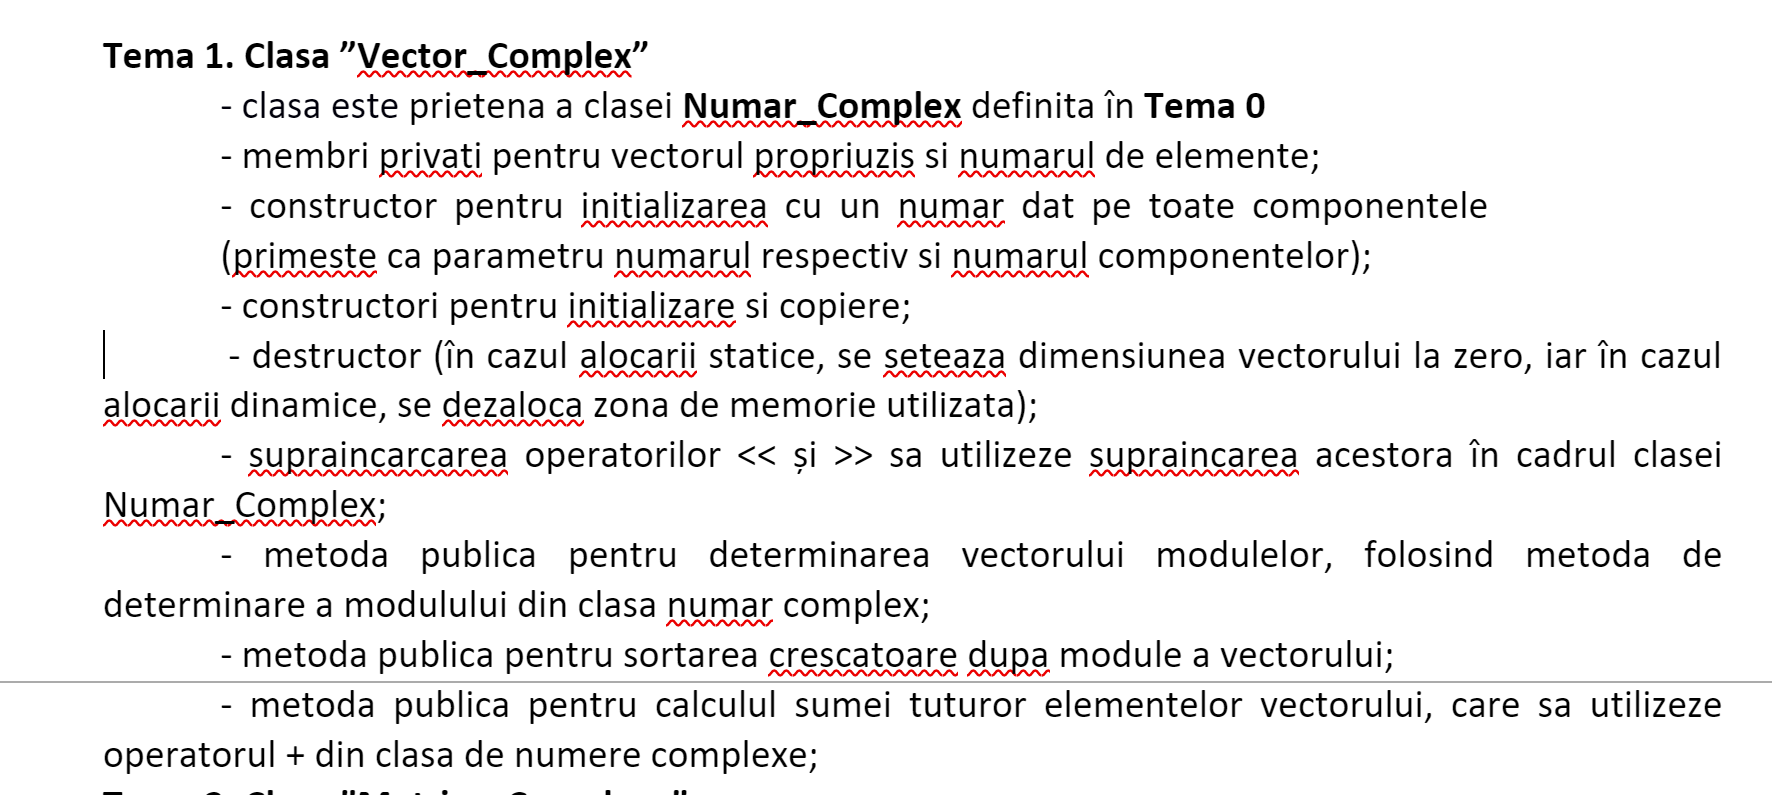 Tema 1. Clasa ”Vector_Complex”
- clasa este prietena a clasei Numar_Complex definita în Tema 0
- membri privati pentru vectorul propriuzis si numarul de elemente;
- constructor pentru initializarea cu un numar dat pe toate componentele
(primeste ca parametru numarul respectiv si numarul componentelor);
- constructori pentru initializare si copiere;
- destructor (în cazul alocarii statice, se seteaza dimensiunea vectorului la zero, iar în cazul
alocarii dinamice, se dezaloca zona de memorie utilizata);
- supraincarcarea operatorilor << și >> sa utilizeze supraincarea acestora în cadrul clasei
Numar_Complex;
- metoda publica pentru determinarea vectorului modulelor, folosind metoda de
determinare a modulului din clasa numar complex;
- metoda publica pentru sortarea crescatoare dupa module a vectorului;
- metoda publica pentru calculul sumei tuturor elementelor vectorului, care sa utilizeze
operatorul + din clasa de numere complexe;